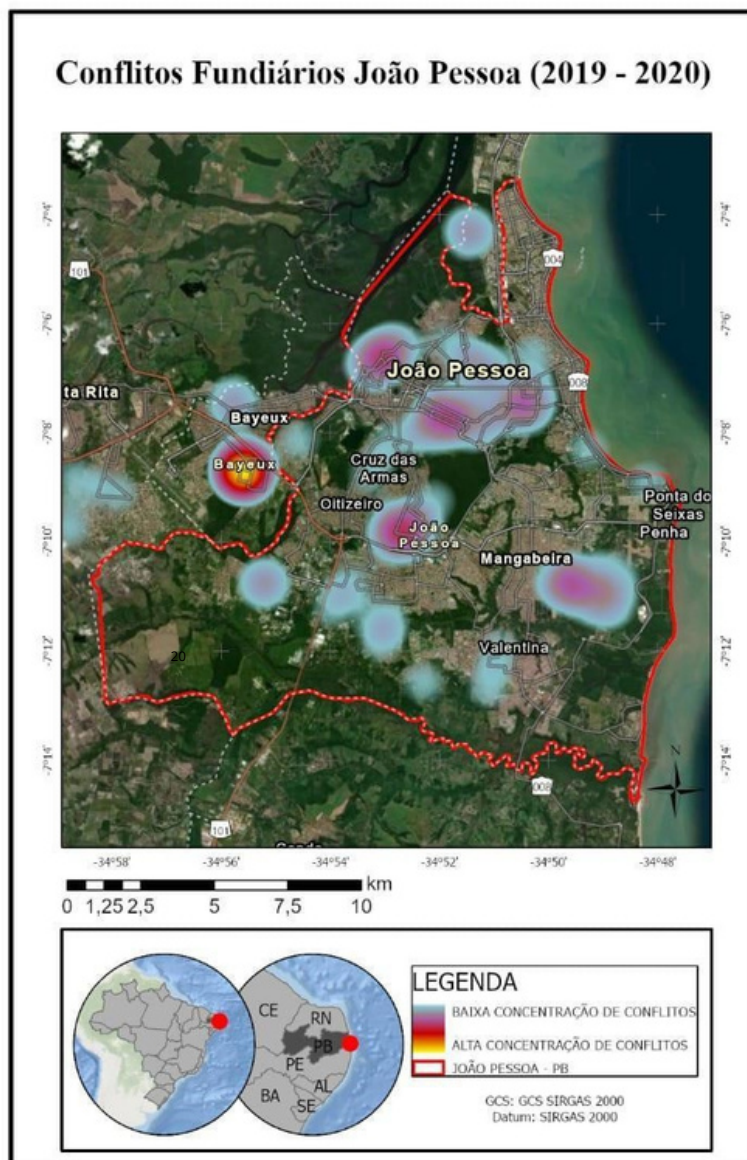 Conflitos Fundiários João Pessoa (2019 - 2020)
-7°4'
-7°4'
101
004
-7°6'
-7°6'
João Pessoa
008
ta Rita
Bayeux
-7°8'
-7°8'
Bayeux
Cruz das
Armas
Oitizeiro
Ponta do
Seixas
Penha
João
Pessoa
-7°10'
-7°10'
Mangabeira
20
Valentina
-7°12'
-7°12'
-7°14'
-7°14'
N
008
101
-34°58'
-34°56'
-34°54'
-34°52'
-34°50'
-34°48'
km
0 1,25 2,5 5 7,5 10
CE
RN
PB
PE
AL
BA
SE
LEGENDA
BAIXA CONCENTRAÇÃO DE CONFLITOS
ALTA CONCENTRAÇÃO DE CONFLITOS
JOÃO PESSOA - PB
GCS: GCS SIRGAS 2000
Datum: SIRGAS 2000